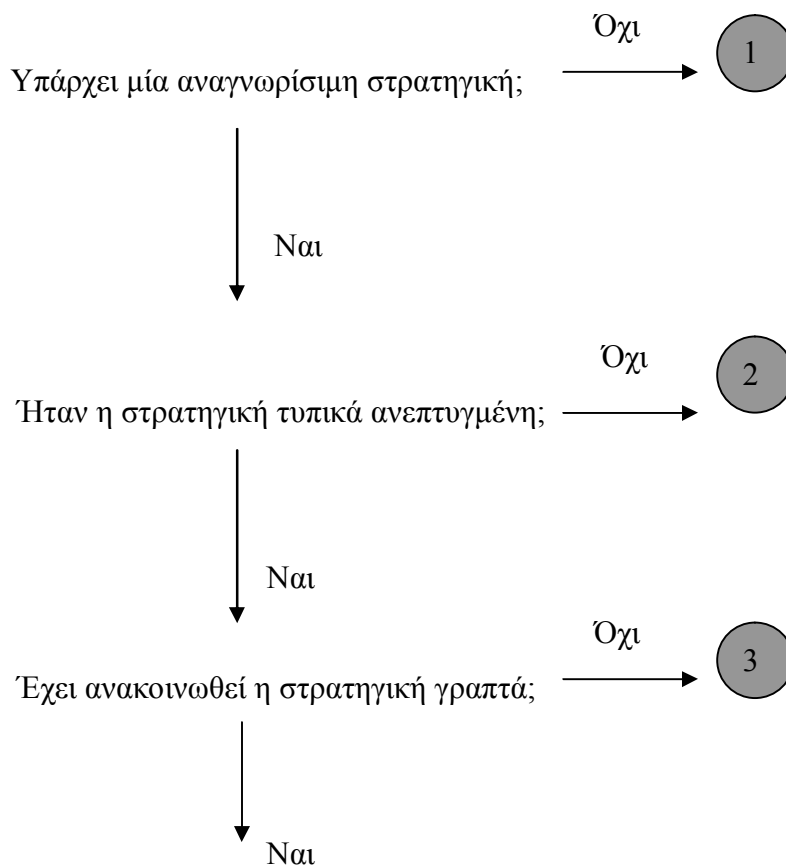 Όχι
1
Υπάρχει μία αναγνωρίσιμη στρατηγική;
Ναι
Όχι
2
Ήταν η στρατηγική τυπικά ανεπτυγμένη;
Ναι
Όχι
3
Έχει ανακοινωθεί η στρατηγική γραπτά;
Ναι